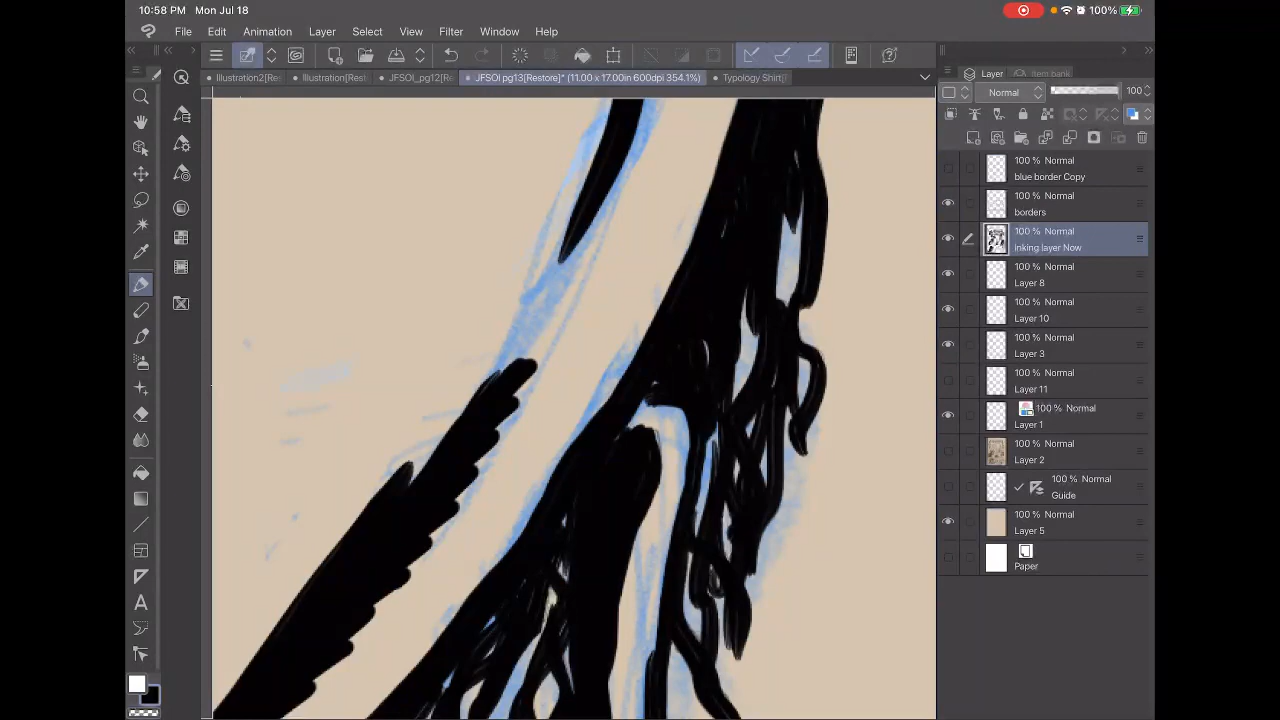 10:58 PM Mon Jul 18
100%
File Edit Animation Layer Select View Filter Window Help
Illustration2[Res
Illustration[Rest
JFSOI_pg12[R
JFSOI pg13[Restore]* (11.00 x 17.00in 600dpi 354.1%)
Typology Shirt[
Layer
Item bank
Normal
100
100 % Normal
blue border Copy
100 % Normal
borders
100 % Normal
Inking layer Now
100 % Normal
Layer 8
100 % Normal
Layer 10
100 % Normal
Layer 3
100 % Normal
Layer 11
100 % Normal
Layer 1
100 % Normal
Layer 2
100 % Normal
Guide
100 % Normal
Layer 5
Paper